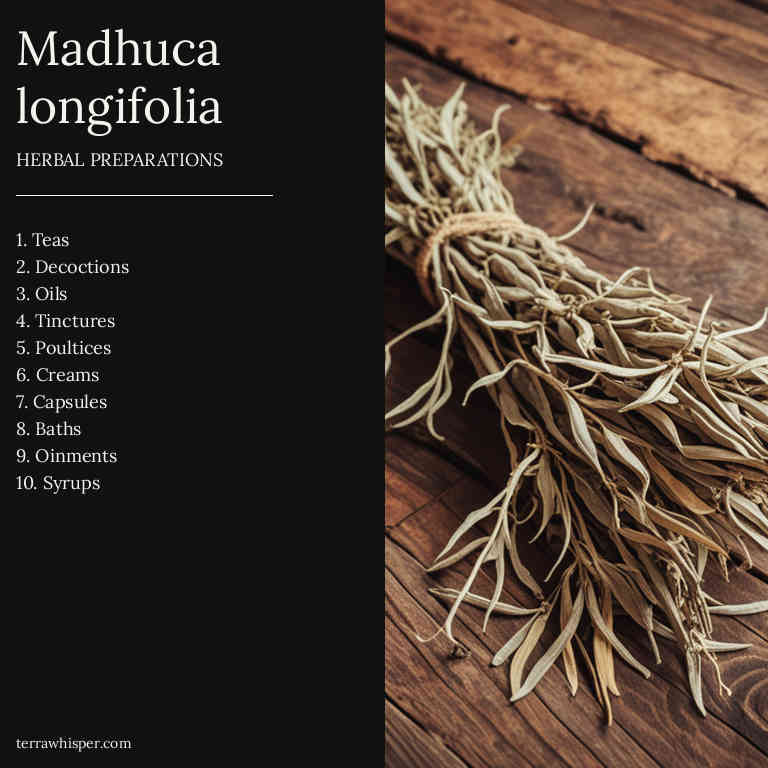 Madhuca
longifolia
HERBAL PREPARATIONS
1. Teas
2. Decoctions
3. Oils
4. Tinctures
5. Poultices
6. Creams
7. Capsules
8. Baths
9. Oinments
10. Syrups
terrawhisper.com